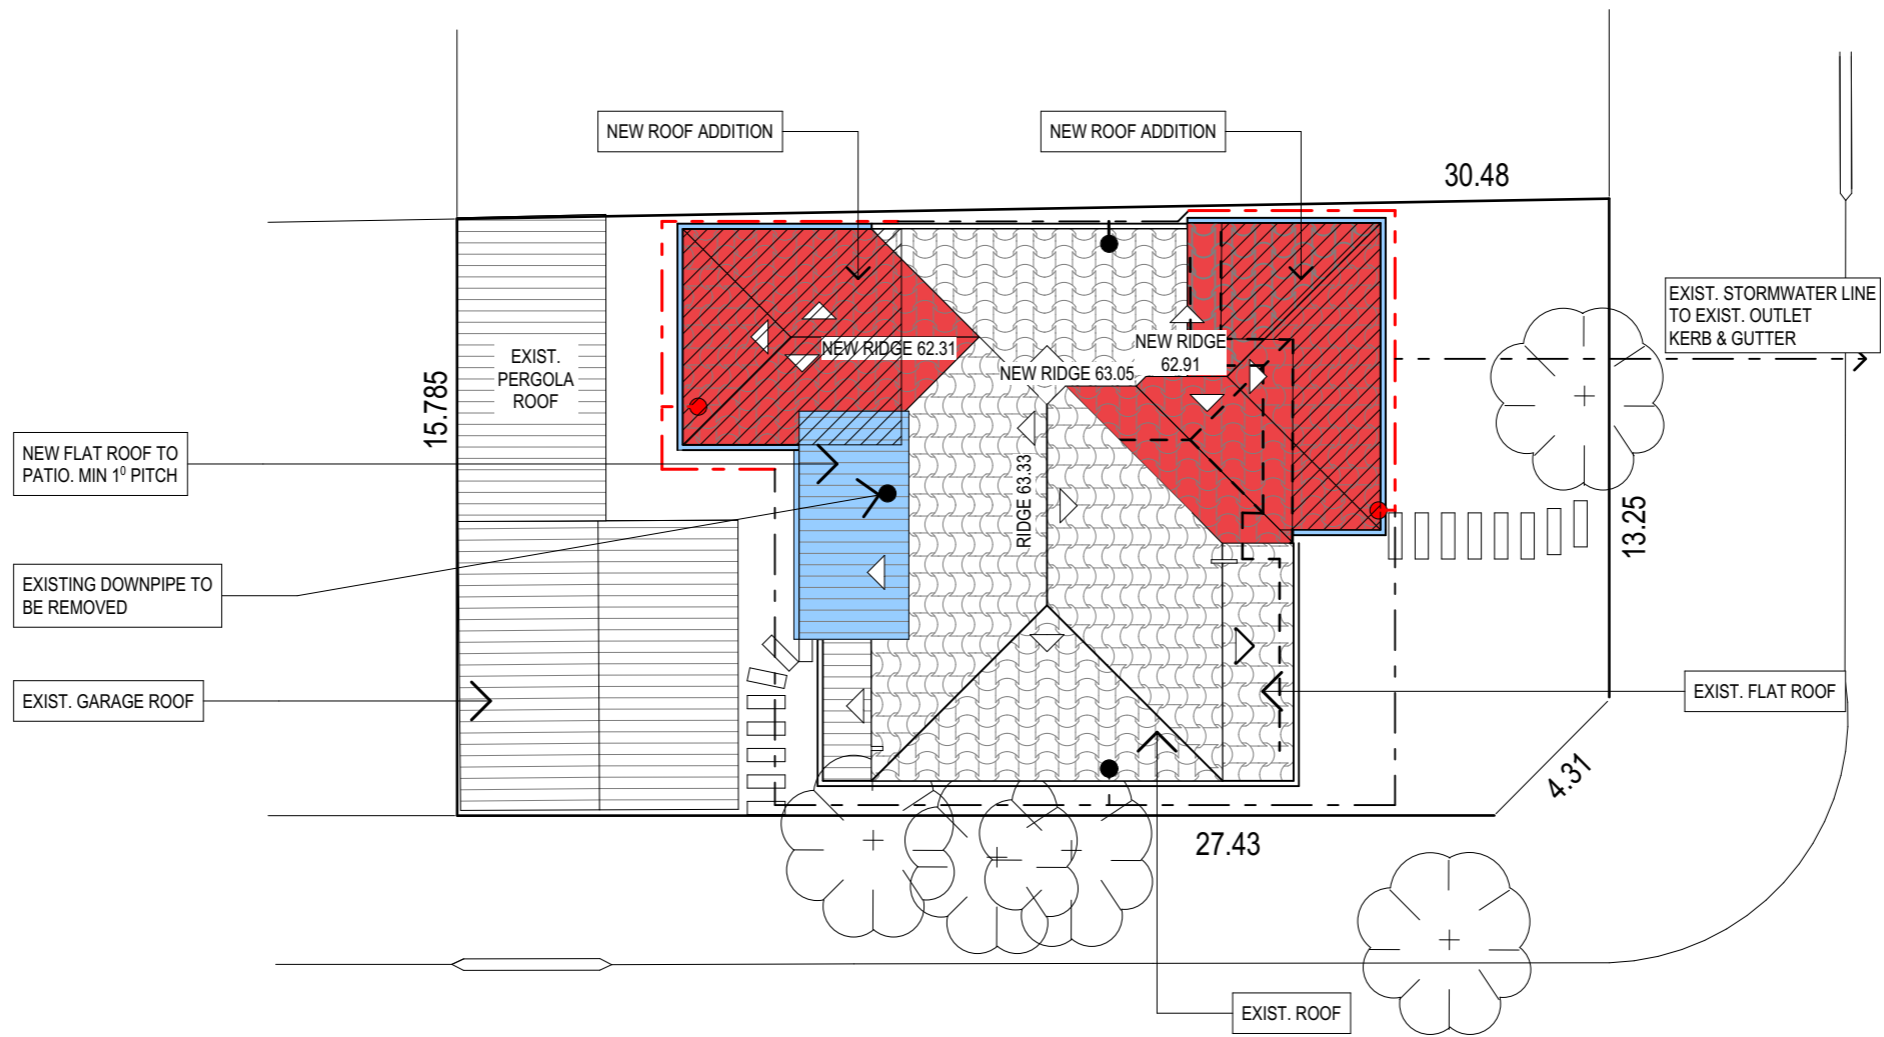 NEW ROOF ADDITION
NEW ROOF ADDITION
30.48
EXIST. STORMWATER LINE
TO EXIST. OUTLET
KERB & GUTTER
EXIST.
PERGOLA
ROOF
NEW RIDGE 62.31
NEW RIDGE 63.05
NEW RIDGE
62.91
15.785
NEW FLAT ROOF TO
PATIO. MIN 1⁰ PITCH
RIDGE 63.33
13.25
EXISTING DOWNPIPE TO
BE REMOVED
EXIST. GARAGE ROOF
EXIST. FLAT ROOF
4.31
27.43
EXIST. ROOF